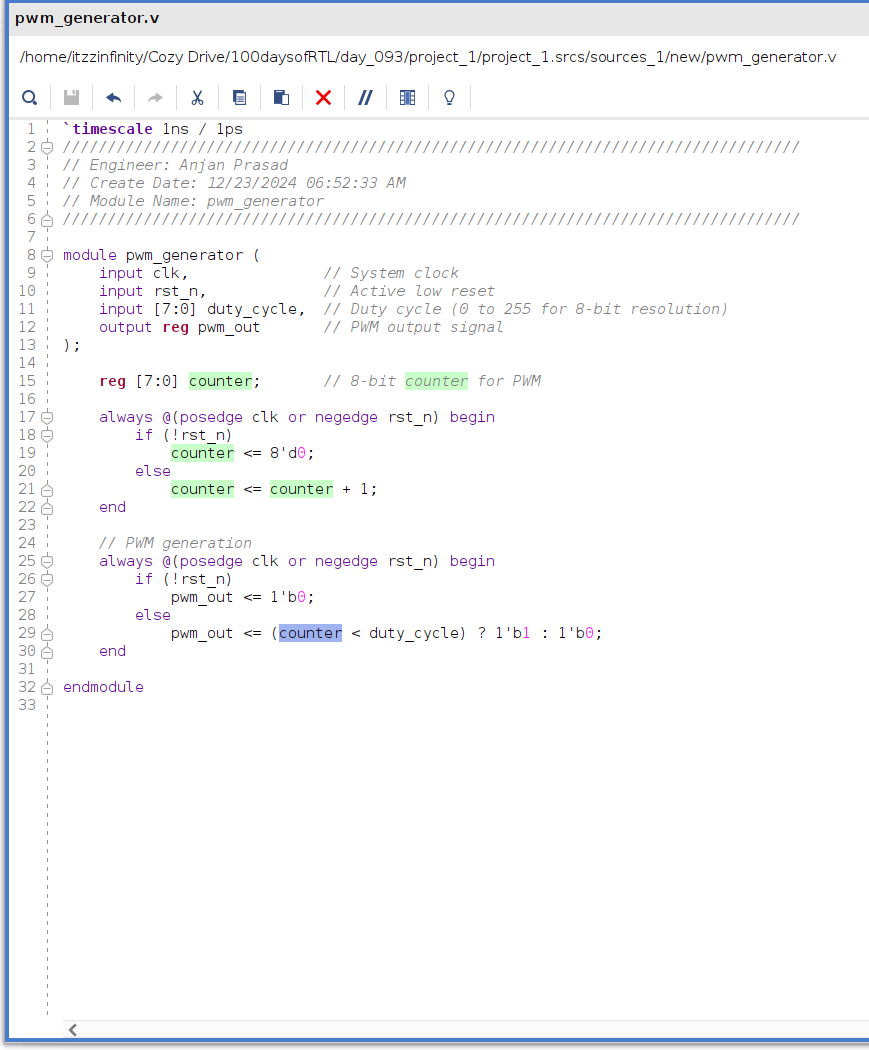 pwm_generator.v
/home/itzzinfinity/Cozy Drive/100daysofRTL/day_093/project_1/project_1.srcs/sources_1/new/pwm_generator.v
1 `timescale 1ns / 1ps
2 //////////////////////////////////////////////////////////////////////////////////
3 // Engineer: Anjan Prasad
4 // Create Date: 12/23/2024 06:52:33 AM
5 // Module Name: pwm_generator
6 //////////////////////////////////////////////////////////////////////////////////
7
8 module pwm_generator (
9     input clk,               // System clock
10     input rst_n,             // Active low reset
11     input [7:0] duty_cycle,  // Duty cycle (0 to 255 for 8-bit resolution)
12     output reg pwm_out       // PWM output signal
13 );
14
15     reg [7:0] counter;       // 8-bit counter for PWM
16
17     always @(posedge clk or negedge rst_n) begin
18         if (!rst_n)
19             counter <= 8'd0;
20         else
21             counter <= counter + 1;
22     end
23
24     // PWM generation
25     always @(posedge clk or negedge rst_n) begin
26         if (!rst_n)
27             pwm_out <= 1'b0;
28         else
29             pwm_out <= (counter < duty_cycle) ? 1'b1 : 1'b0;
30     end
31
32 endmodule
33